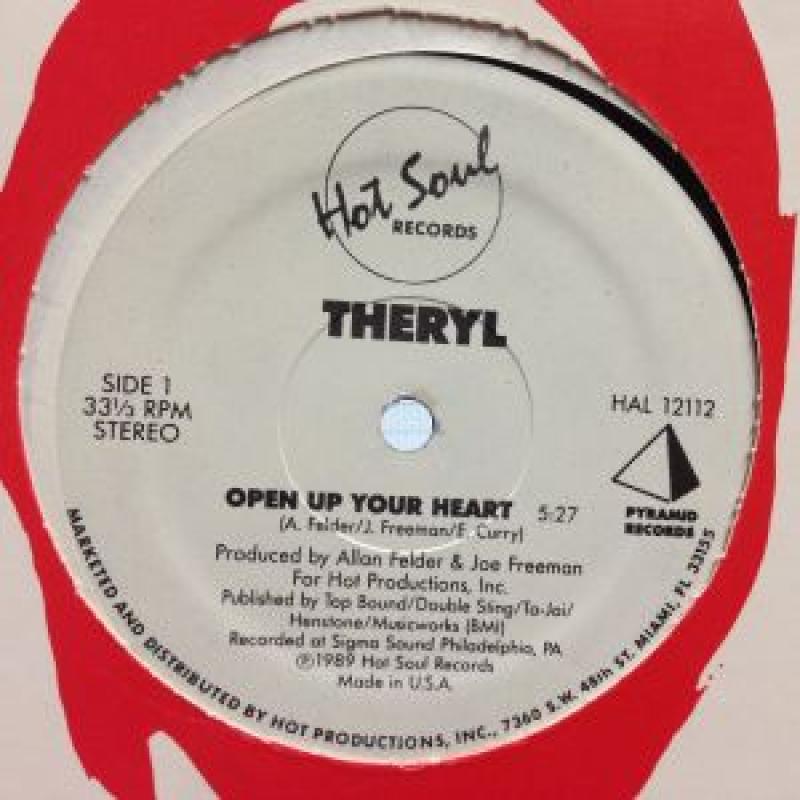 Hot Soul
RECORDS
THERYL
SIDE 1
33⅓ RPM
STEREO
HAL 12112
PYRAMID
RECORDS
OPEN UP YOUR HEART 5:27
(A. Felder/J. Freeman/E. Curry)
Produced by Allan Felder & Joe Freeman
For Hot Productions, Inc.
Published by Top Bound/Double Sting/Ta-Jai/
Henstone/Musicworks (BMI)
Recorded at Sigma Sound Philadelphia, PA
℗1989 Hot Soul Records
Made in U.S.A.
MARKETED AND DISTRIBUTED BY HOT PRODUCTIONS, INC., 7360 S.W. 48th ST. MIAMI, FL 33155